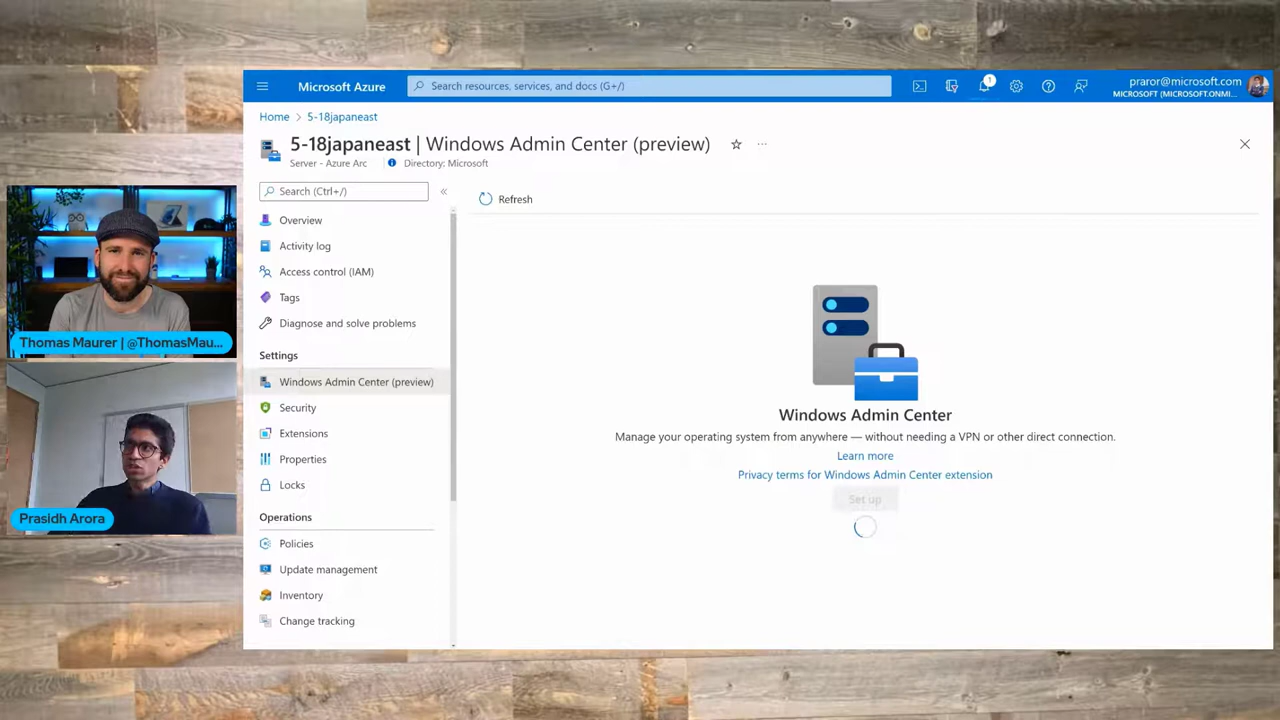 Microsoft Azure
Search resources, services, and docs (G+/)
1
praror@microsoft.com
MICROSOFT (MICROSOFT.ONMI...
Home > 5-18japaneast
5-18japaneast | Windows Admin Center (preview)
Server - Azure Arc
Directory: Microsoft
Search (Ctrl+/)
Refresh
Overview
Activity log
Access control (IAM)
Tags
Diagnose and solve problems
Settings
Windows Admin Center (preview)
Security
Extensions
Properties
Locks
Operations
Policies
Update management
Inventory
Change tracking
Windows Admin Center
Manage your operating system from anywhere — without needing a VPN or other direct connection.
Learn more
Privacy terms for Windows Admin Center extension
Set up
Thomas Maurer | @ThomasMau...
Prasidh Arora